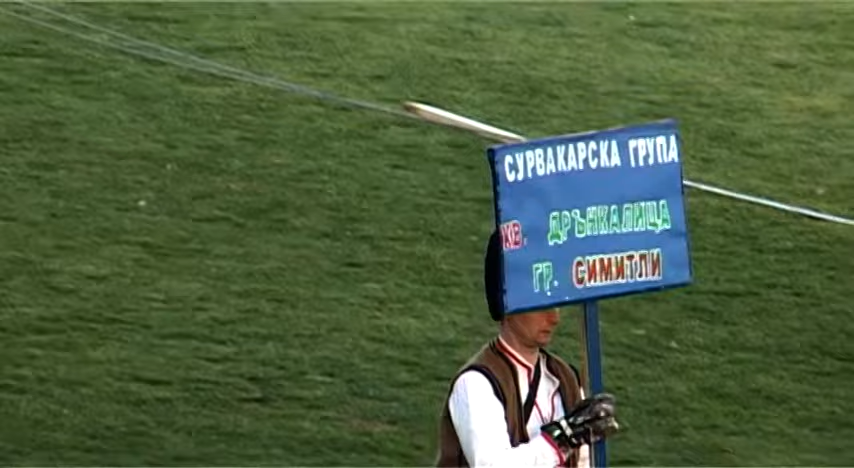 СУРВАКАРСКА ГРУПА
КВ. ДРЪНКАЛИЦА
ГР. СИМИТЛИ